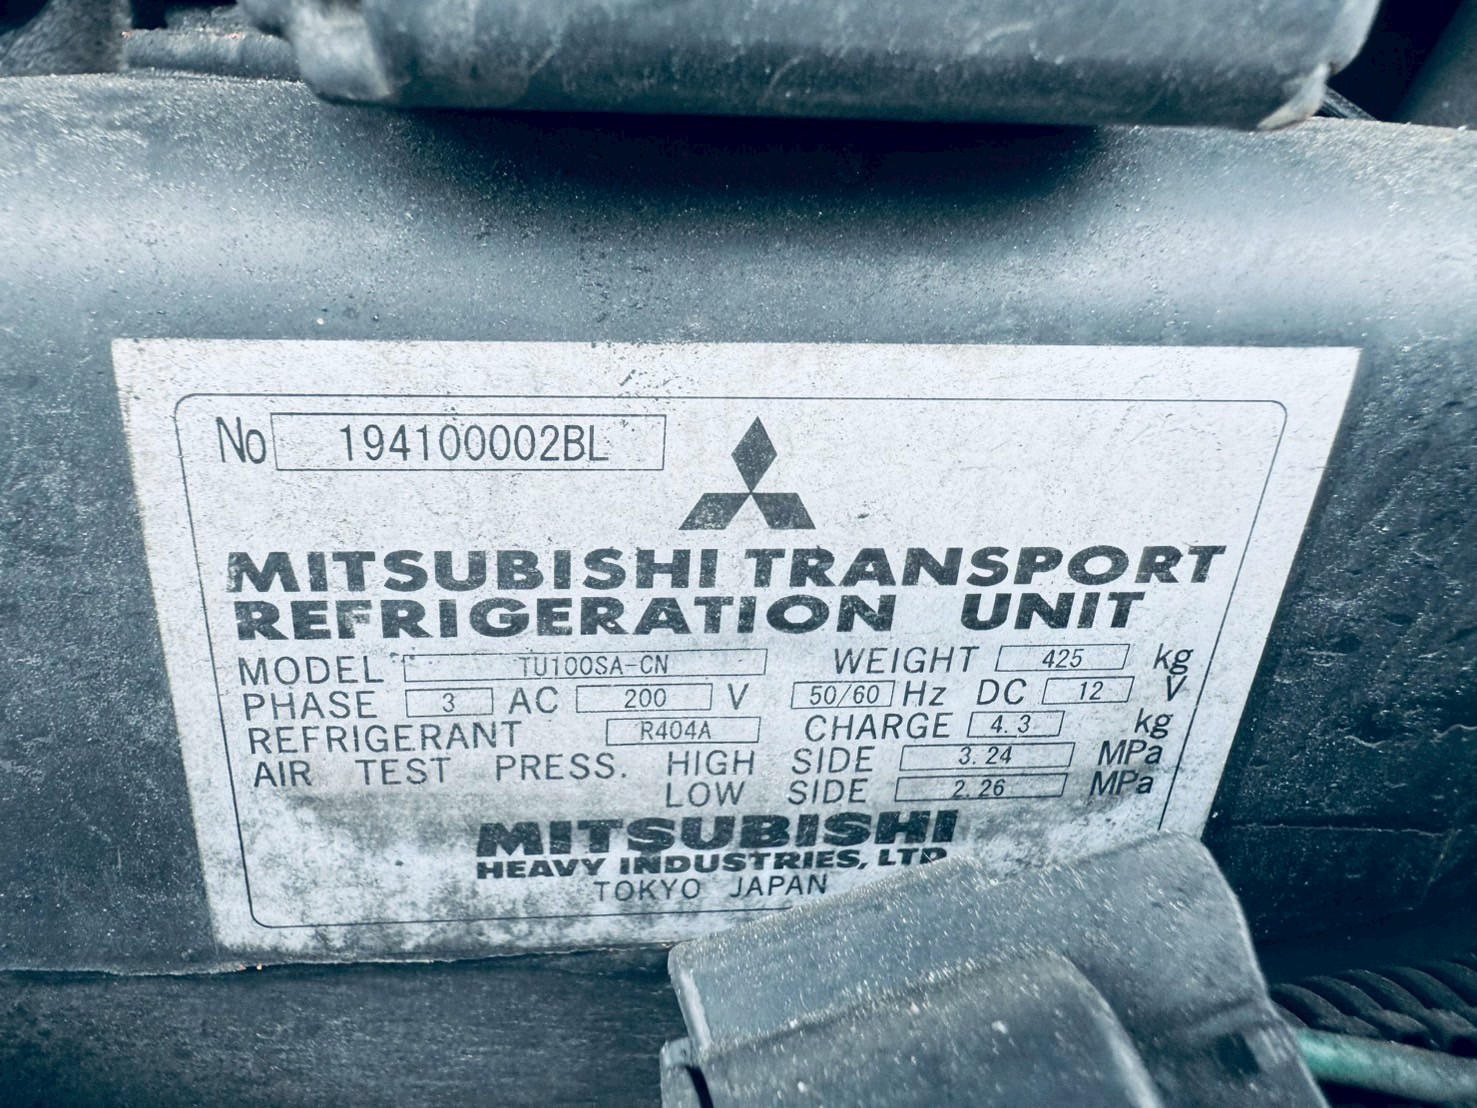 No 194100002BL
MITSUBISHI TRANSPORT
REFRIGERATION UNIT
MODEL TU100SA-CN WEIGHT 425 kg
PHASE 3 AC 200 V 50/60 Hz DC 12 V
REFRIGERANT R404A CHARGE 4.3 kg
AIR TEST PRESS. HIGH SIDE 3.24 MPa
LOW SIDE 2.26 MPa
MITSUBISHI
HEAVY INDUSTRIES, LTD.
TOKYO JAPAN